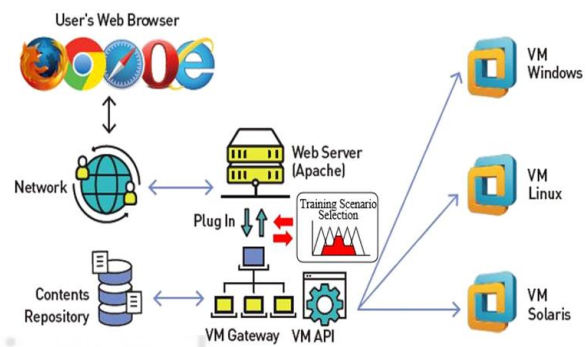 User's Web Browser
VM
Windows
Web Server
(Apache)
Network
VM
Linux
Plug In
Training Scenario
Selection
Contents
Repository
VM Gateway
VM API
VM
Solaris